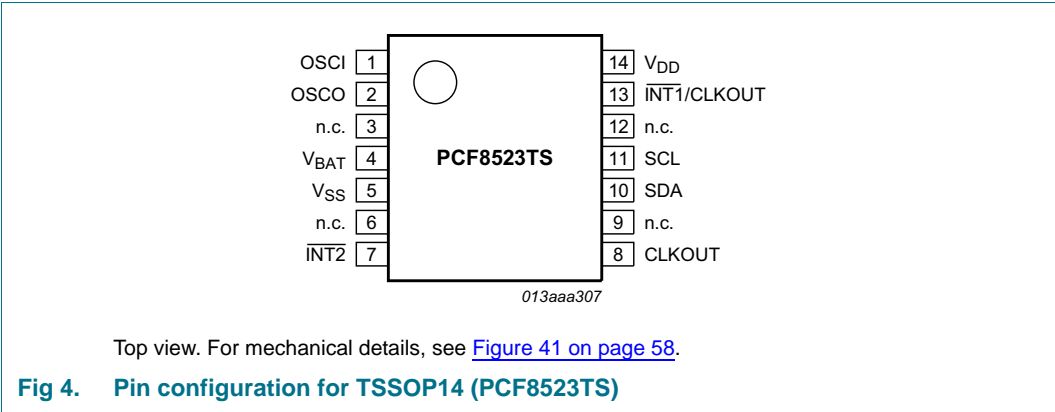 OSCI 1 14 VDD
OSCO 2 13 INT1/CLKOUT
n.c. 3 12 n.c.
VBAT 4 PCF8523TS 11 SCL
VSS 5 10 SDA
n.c. 6 9 n.c.
INT2 7 8 CLKOUT
013aaa307
Top view. For mechanical details, see Figure 41 on page 58.
Fig 4. Pin configuration for TSSOP14 (PCF8523TS)